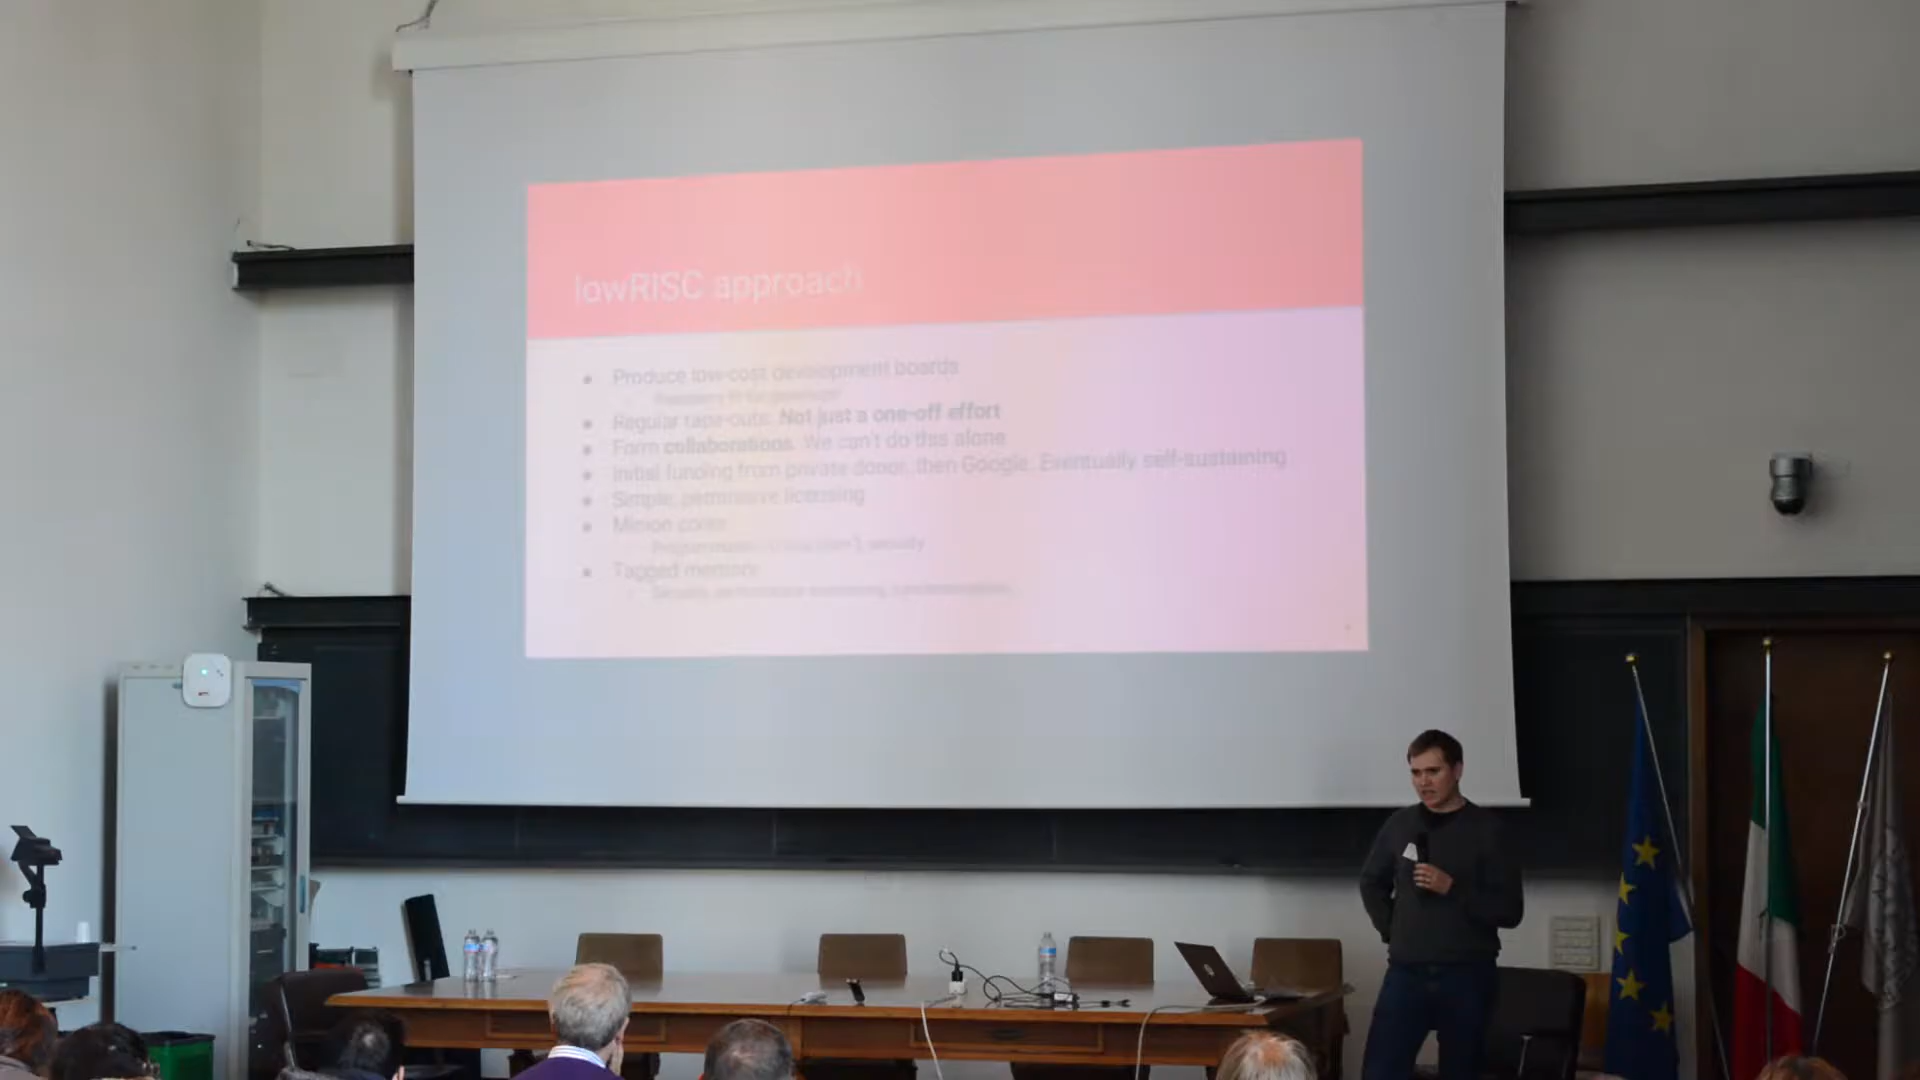 lowRISC approach
Produce low-cost development boards
Regular tape-outs. Not just a one-off effort
Form collaborations. We can't do this alone
Initial funding from private donor, then Google. Eventually self-sustaining
Simple, permissive licensing
Minion cores
security
Tagged memory